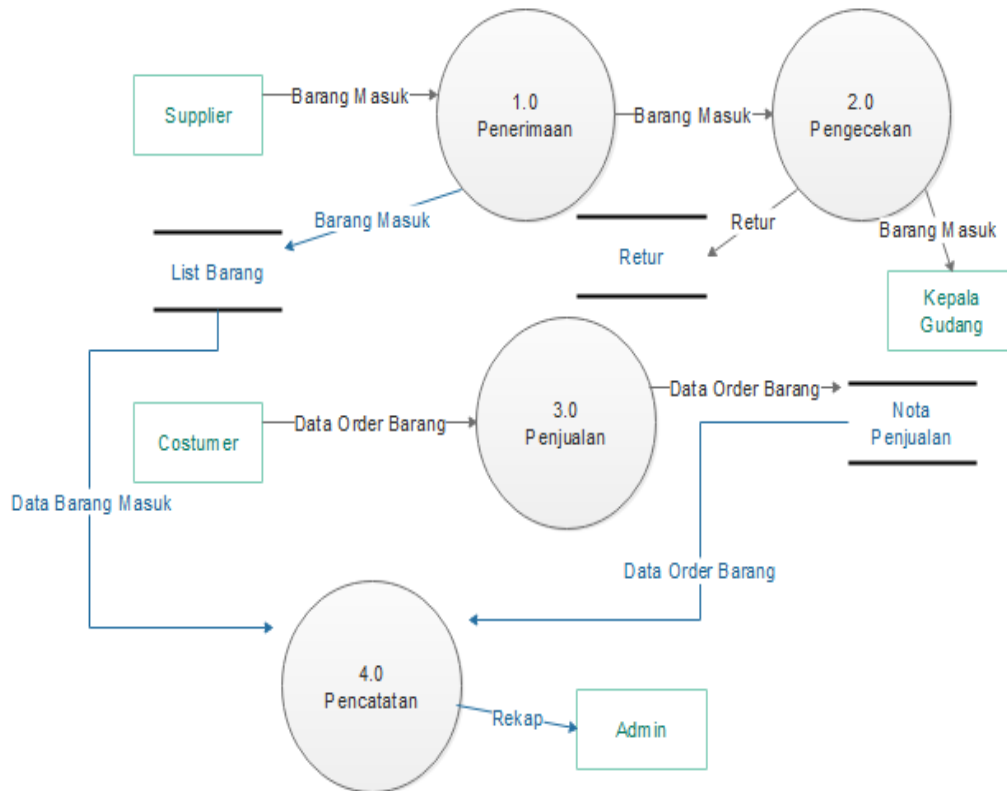 1.0
Penerimaan
2.0
Pengecekan
Supplier
Barang Masuk
Barang Masuk
Barang Masuk
Retur
Barang Masuk
List Barang
Retur
Kepala
Gudang
Data Order Barang
Nota
Penjualan
Costumer
Data Order Barang
3.0
Penjualan
Data Barang Masuk
Data Order Barang
4.0
Pencatatan
Rekap
Admin